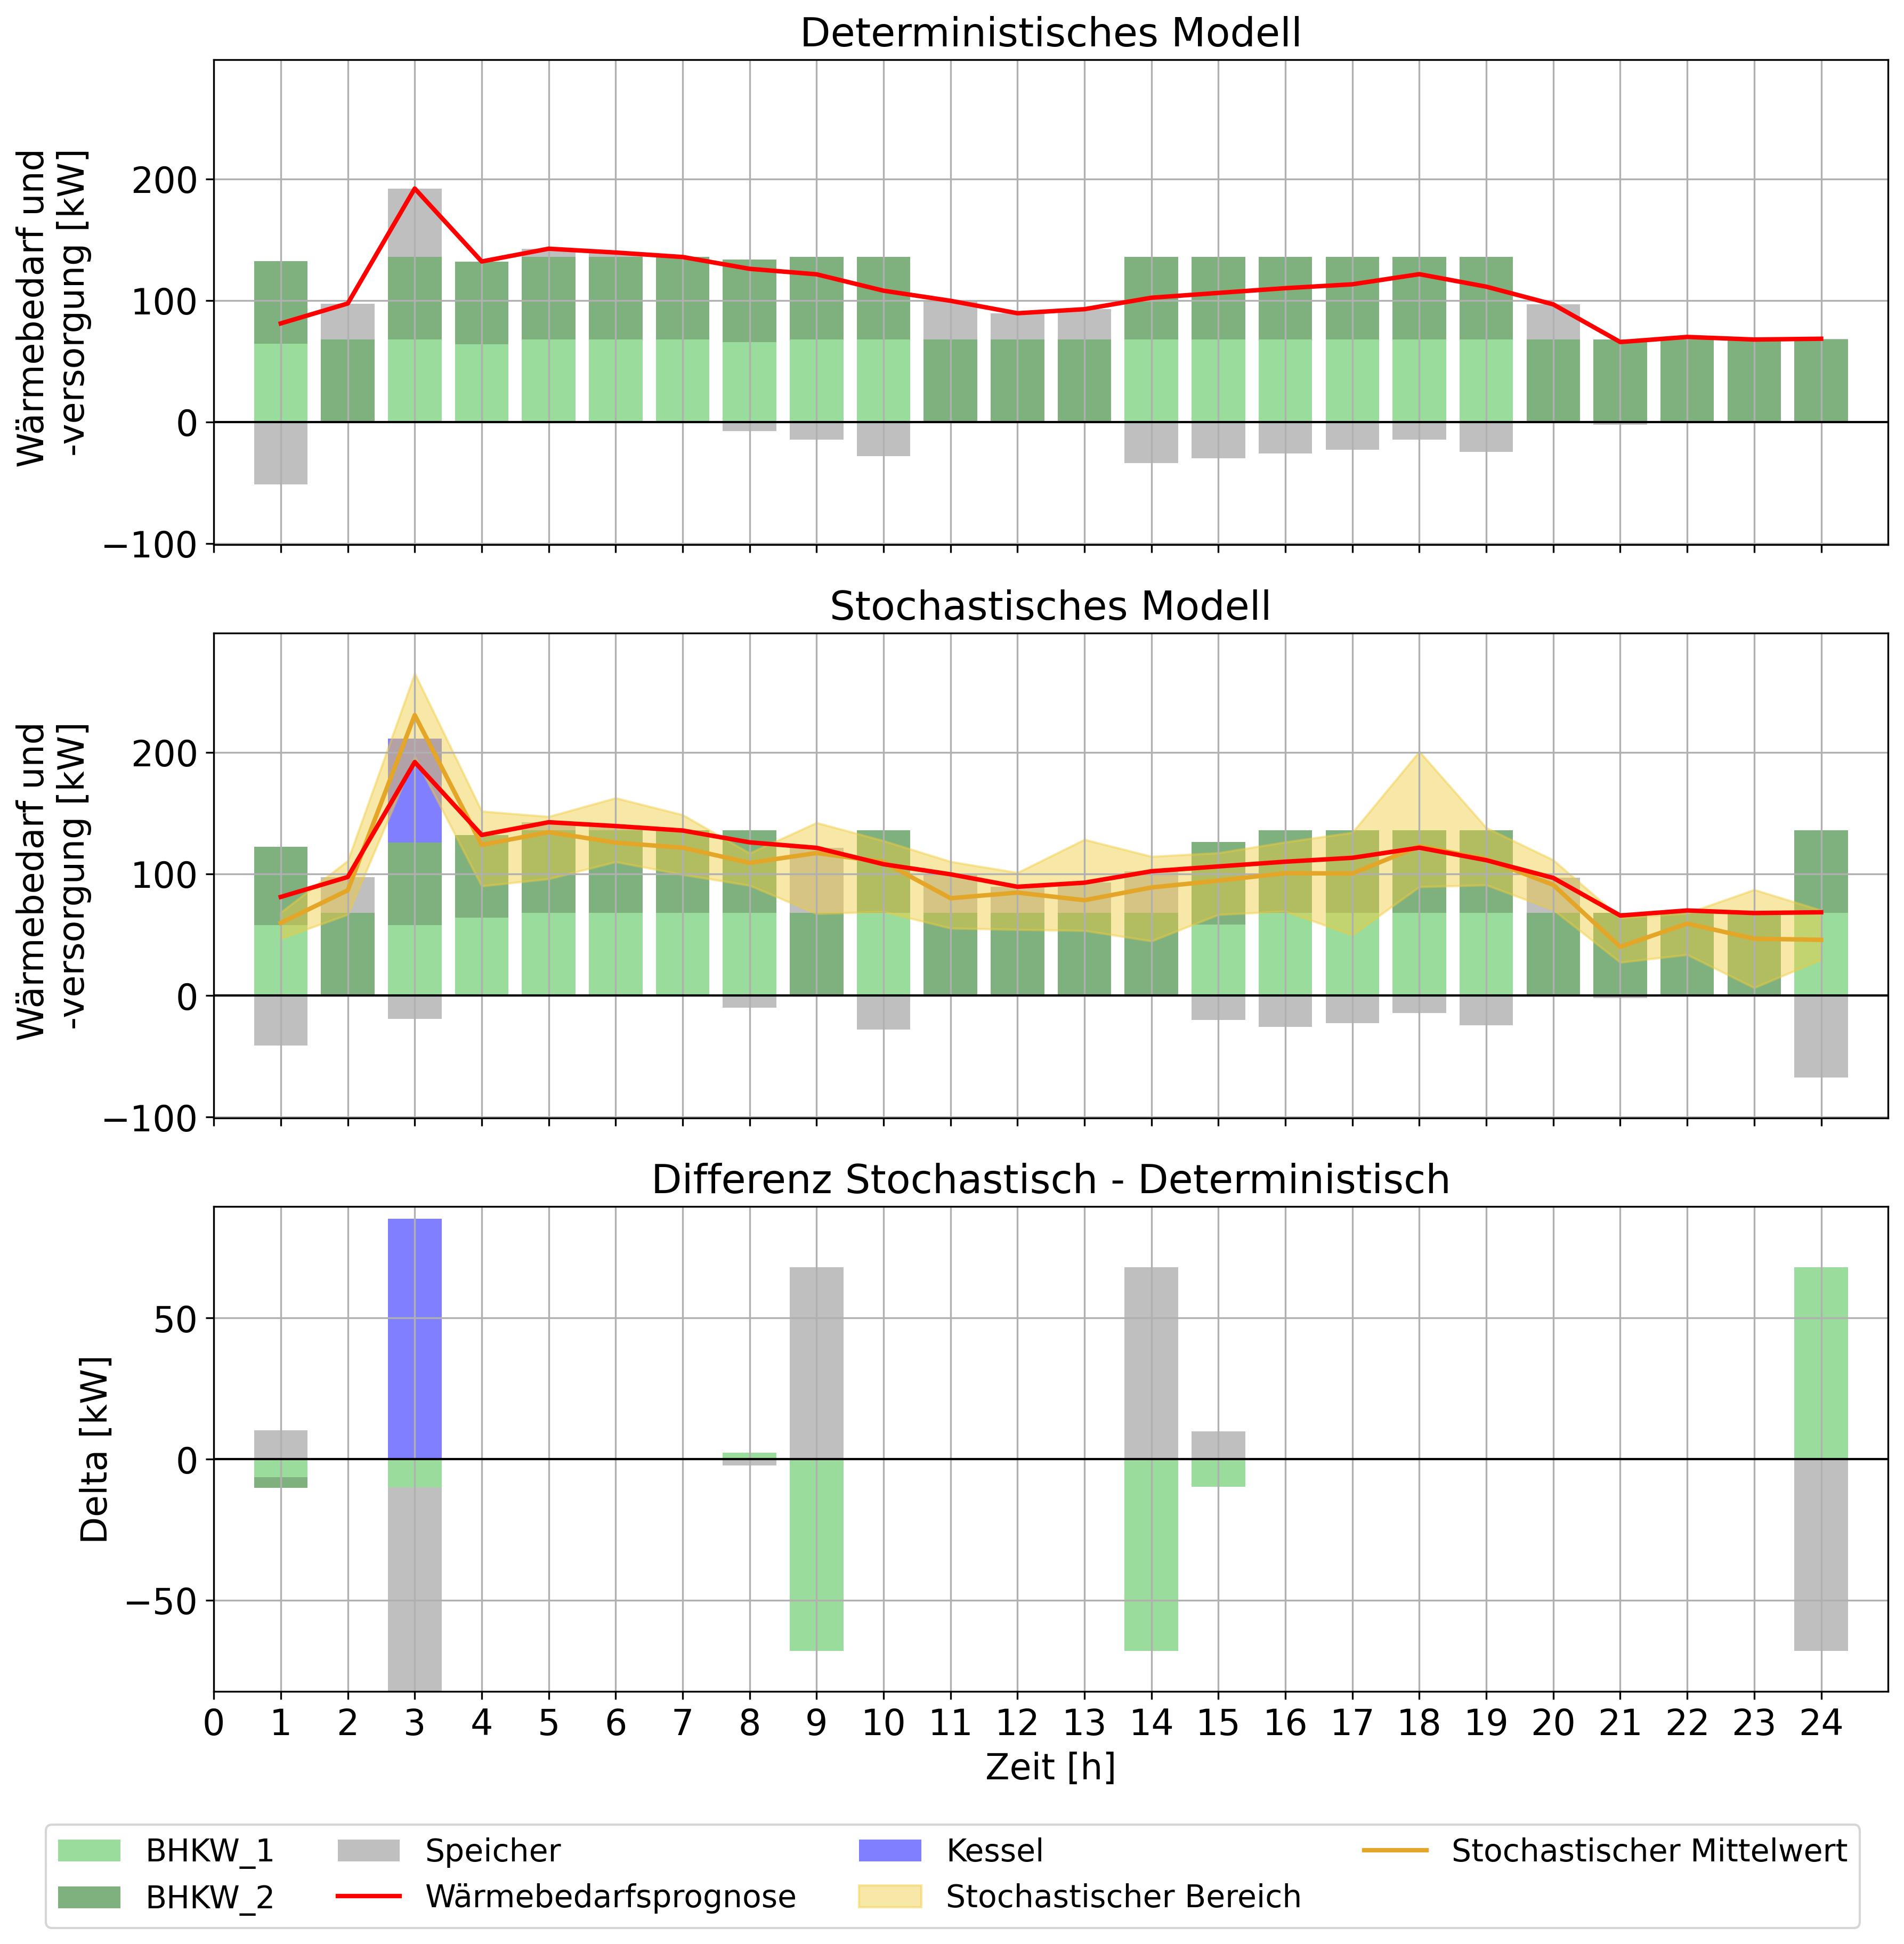 Deterministisches Modell
Wärmebedarf und
-versorgung [kW]
200
100
0
−100
Stochastisches Modell
Wärmebedarf und
-versorgung [kW]
200
100
0
−100
Differenz Stochastisch - Deterministisch
Delta [kW]
50
0
−50
0 1 2 3 4 5 6 7 8 9 10 11 12 13 14 15 16 17 18 19 20 21 22 23 24
Zeit [h]
BHKW_1
BHKW_2
Speicher
Wärmebedarfsprognose
Kessel
Stochastischer Bereich
Stochastischer Mittelwert